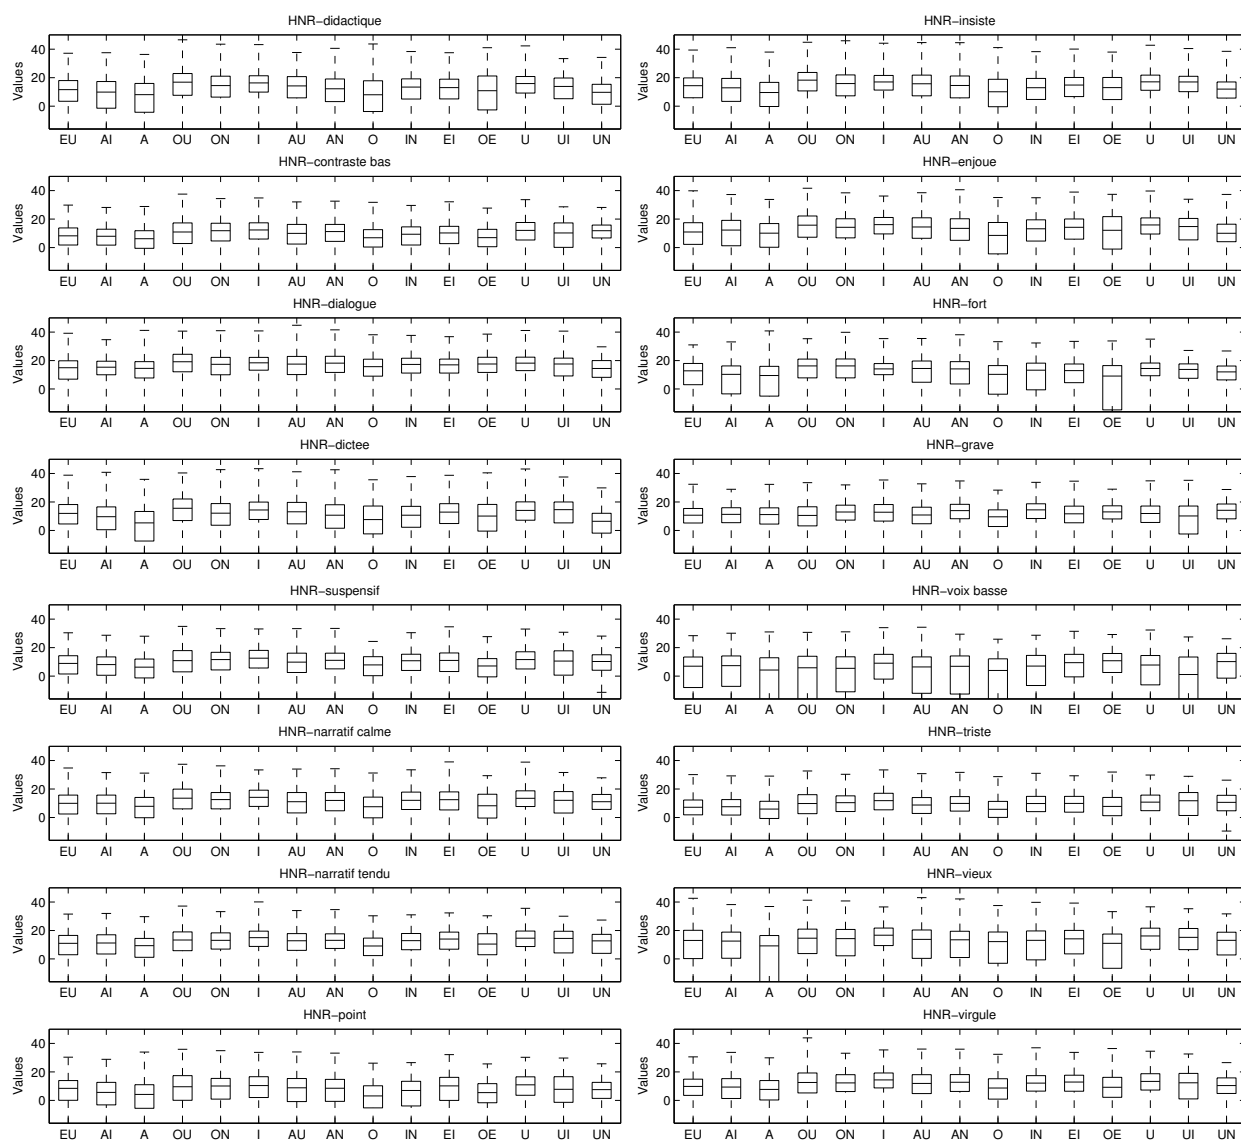 HNR−didactique
Values
40
20
0
EU AI A OU ON I AU AN O IN EI OE U UI UN
HNR−insiste
Values
40
20
0
EU AI A OU ON I AU AN O IN EI OE U UI UN
HNR−contraste bas
Values
40
20
0
EU AI A OU ON I AU AN O IN EI OE U UI UN
HNR−enjoue
Values
40
20
0
EU AI A OU ON I AU AN O IN EI OE U UI UN
HNR−dialogue
Values
40
20
0
EU AI A OU ON I AU AN O IN EI OE U UI UN
HNR−fort
Values
40
20
0
EU AI A OU ON I AU AN O IN EI OE U UI UN
HNR−dictee
Values
40
20
0
EU AI A OU ON I AU AN O IN EI OE U UI UN
HNR−grave
Values
40
20
0
EU AI A OU ON I AU AN O IN EI OE U UI UN
HNR−suspensif
Values
40
20
0
EU AI A OU ON I AU AN O IN EI OE U UI UN
HNR−voix basse
Values
40
20
0
EU AI A OU ON I AU AN O IN EI OE U UI UN
HNR−narratif calme
Values
40
20
0
EU AI A OU ON I AU AN O IN EI OE U UI UN
HNR−triste
Values
40
20
0
EU AI A OU ON I AU AN O IN EI OE U UI UN
HNR−narratif tendu
Values
40
20
0
EU AI A OU ON I AU AN O IN EI OE U UI UN
HNR−vieux
Values
40
20
0
EU AI A OU ON I AU AN O IN EI OE U UI UN
HNR−point
Values
40
20
0
EU AI A OU ON I AU AN O IN EI OE U UI UN
HNR−virgule
Values
40
20
0
EU AI A OU ON I AU AN O IN EI OE U UI UN